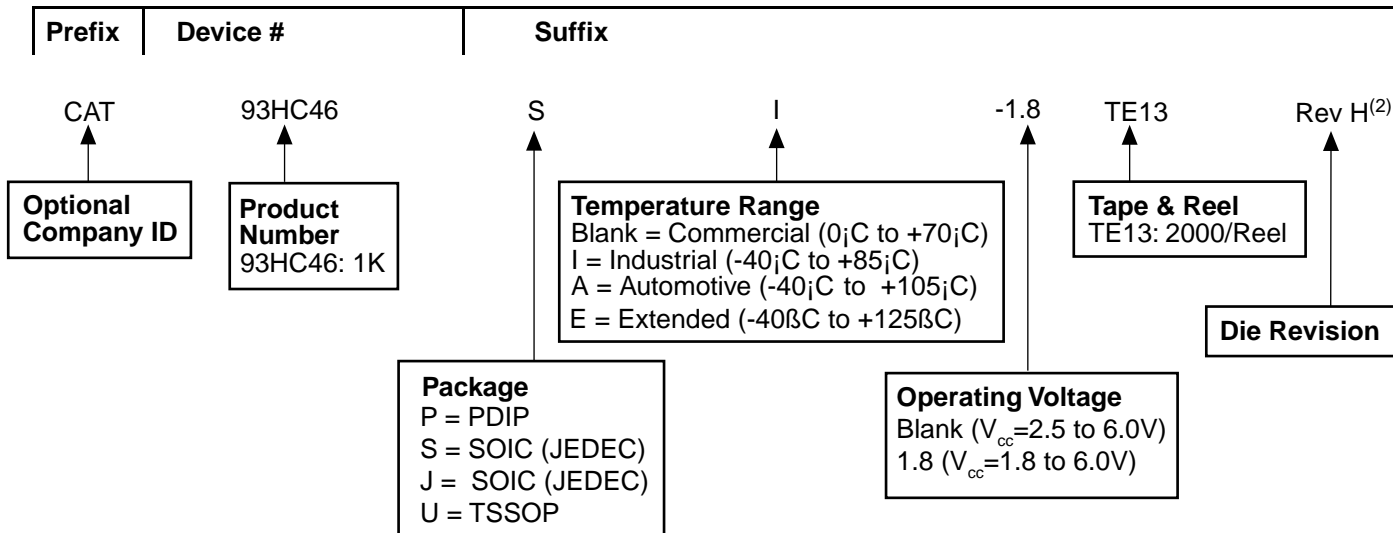 Prefix Device # Suffix
CAT 93HC46 S I -1.8 TE13 Rev H(2)
Optional
Company ID
Product
Number
93HC46: 1K
Temperature Range
Blank = Commercial (0¡C to +70¡C)
I = Industrial (-40¡C to +85¡C)
A = Automotive (-40¡C to +105¡C)
E = Extended (-40ßC to +125ßC)
Tape & Reel
TE13: 2000/Reel
Die Revision
Package
P = PDIP
S = SOIC (JEDEC)
J = SOIC (JEDEC)
U = TSSOP
Operating Voltage
Blank (Vcc=2.5 to 6.0V)
1.8 (Vcc=1.8 to 6.0V)